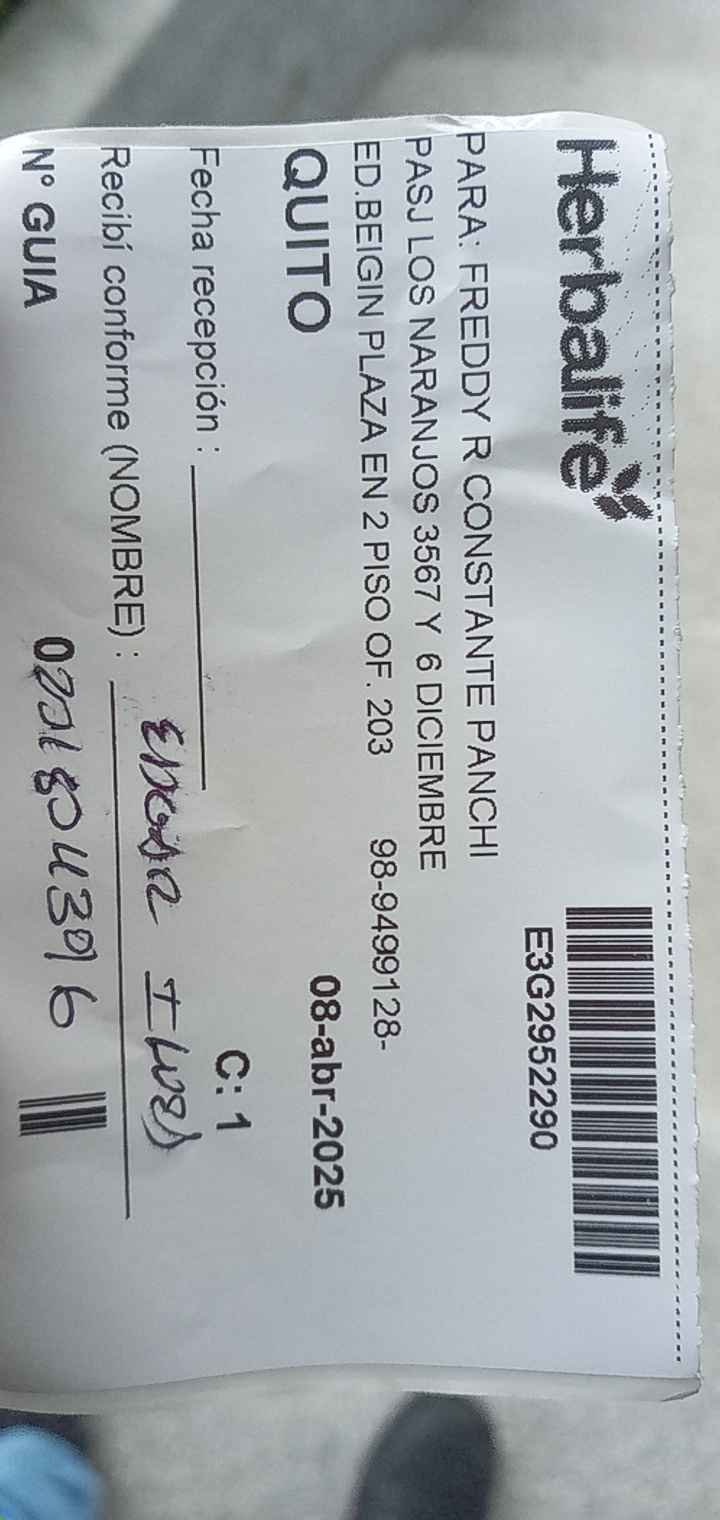 Herbalife
E3G2952290
PARA: FREDDY R CONSTANTE PANCHI
PASJ LOS NARANJOS 3567 Y 6 DICIEMBRE
ED.BEIGIN PLAZA EN 2 PISO OF. 203 98-9499128-
QUITO 08-abr-2025
C: 1
Fecha recepción :
Recibí conforme (NOMBRE) :
N° GUIA